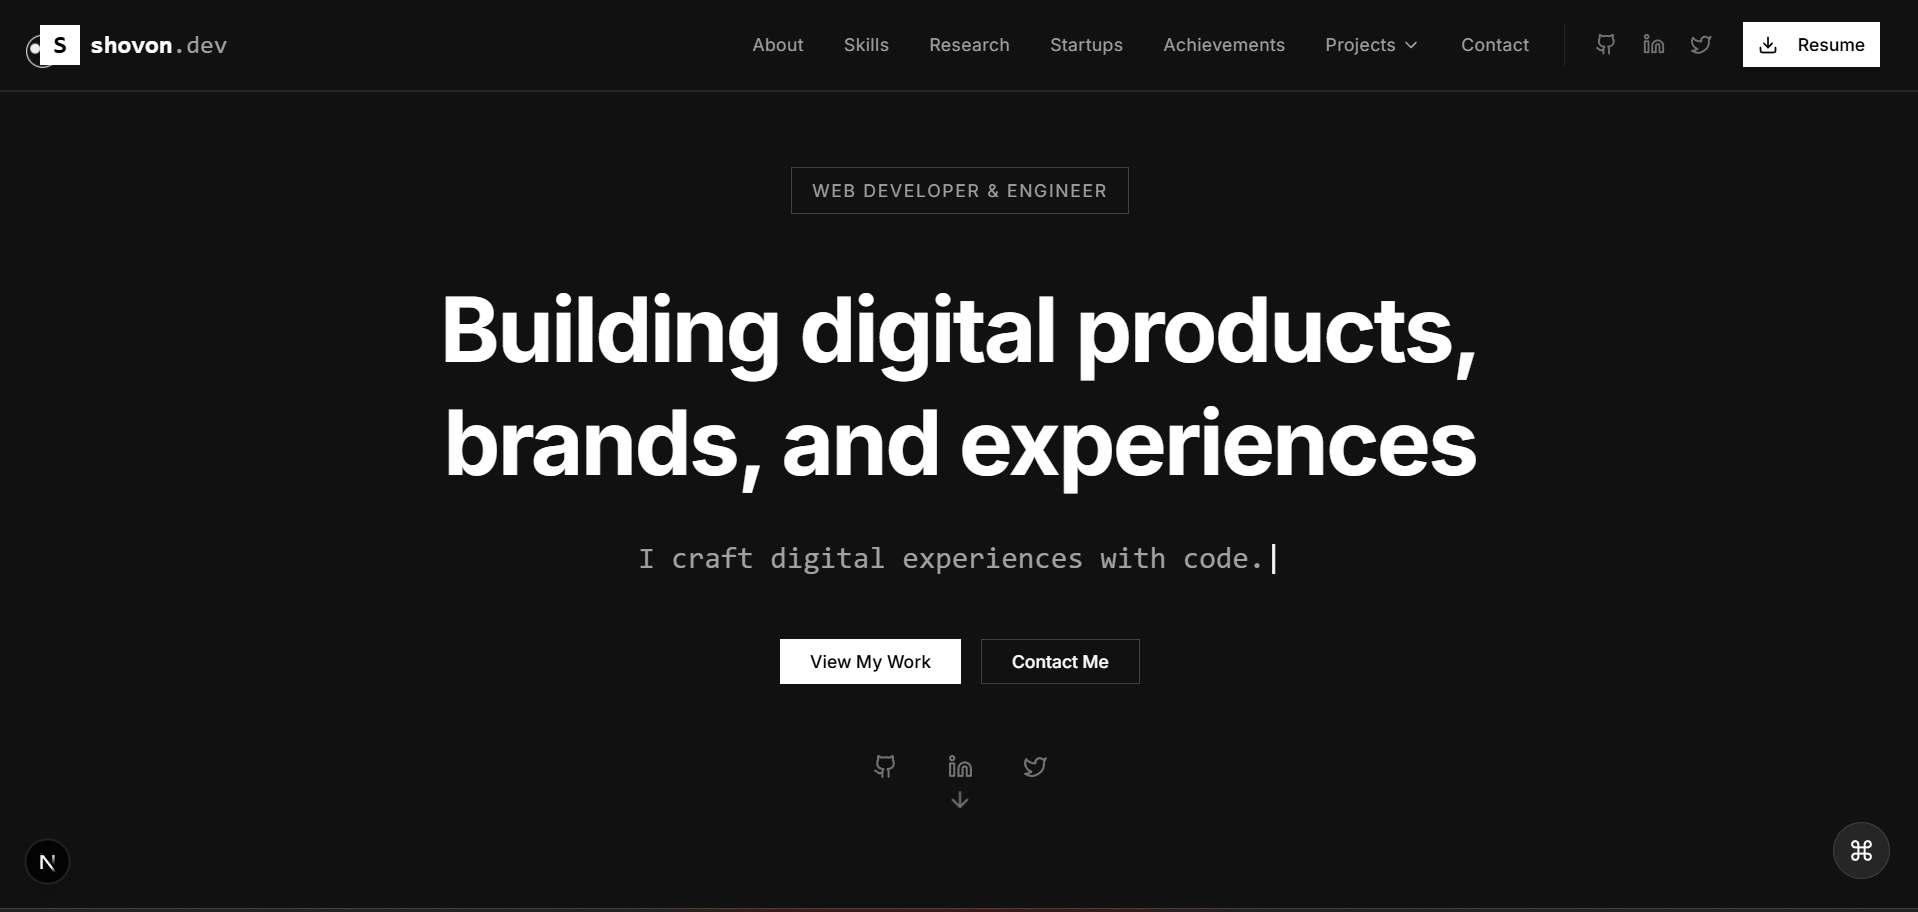 S shovon.dev
About Skills Research Startups Achievements Projects Contact Resume
WEB DEVELOPER & ENGINEER
Building digital products,
brands, and experiences
I craft digital experiences with code.
View My Work Contact Me
N